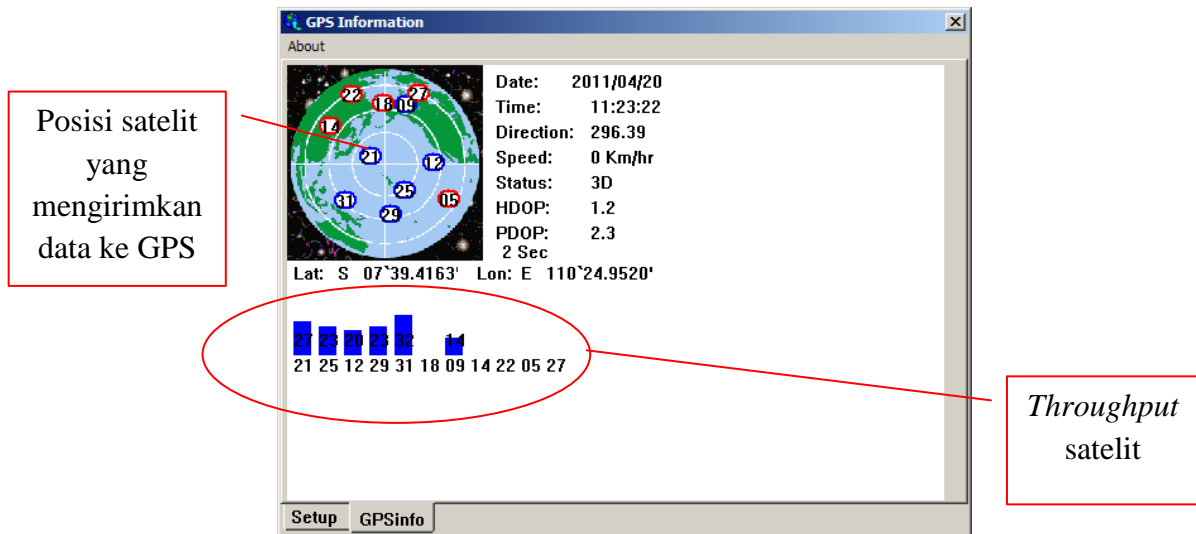 GPS Information
About
Posisi satelit
yang
mengirimkan
data ke GPS
22 18 09 27
14
21 12
25
31 05
29
Date: 2011/04/20
Time: 11:23:22
Direction: 296.39
Speed: 0 Km/hr
Status: 3D
HDOP: 1.2
PDOP: 2.3
2 Sec
Lat: S 07`39.4163' Lon: E 110`24.9520'
27 23 20 23 32 14
21 25 12 29 31 18 09 14 22 05 27
Throughput
satelit
Setup GPSinfo